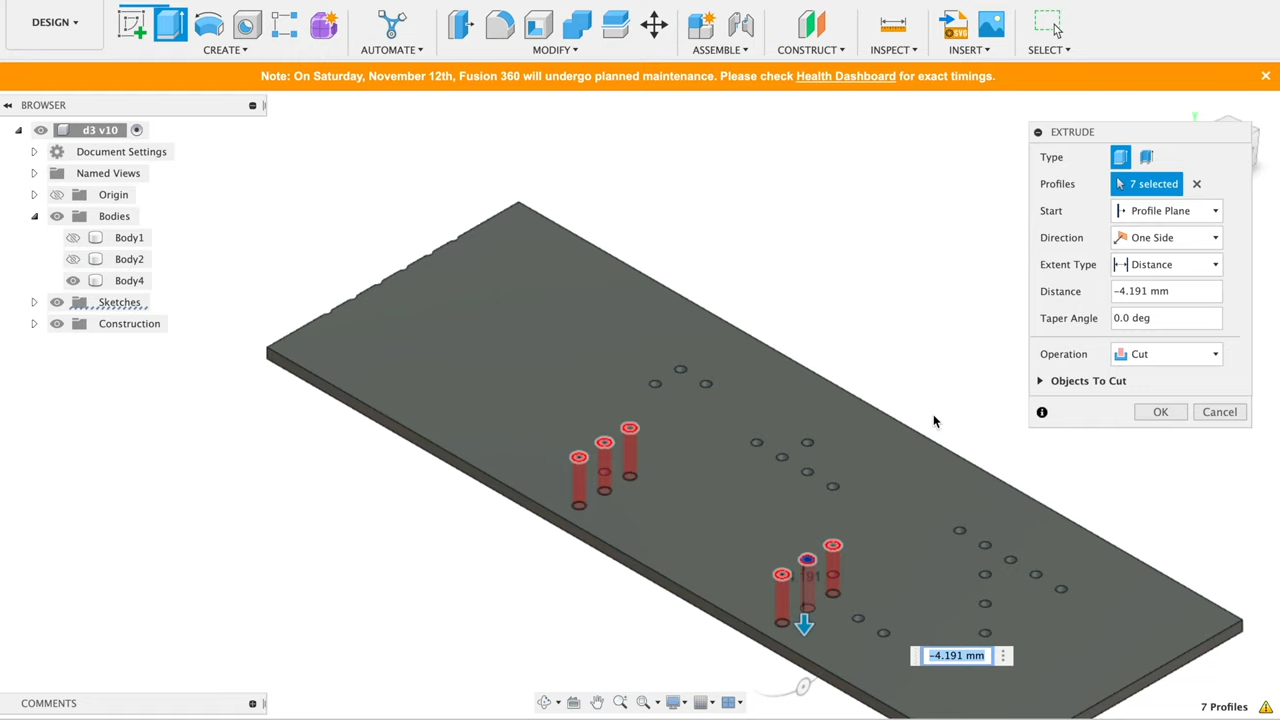 DESIGN
CREATE
AUTOMATE
MODIFY
ASSEMBLE
CONSTRUCT
INSPECT
INSERT
SELECT
SVG
Note: On Saturday, November 12th, Fusion 360 will undergo planned maintenance. Please check Health Dashboard for exact timings.
BROWSER
d3 v10
Document Settings
Named Views
Origin
Bodies
Body1
Body2
Body4
Sketches
Construction
EXTRUDE
Type
Profiles
7 selected
Start
Profile Plane
Direction
One Side
Extent Type
Distance
Distance
-4.191 mm
Taper Angle
0.0 deg
Operation
Cut
Objects To Cut
OK
Cancel
-4.191 mm
COMMENTS
7 Profiles